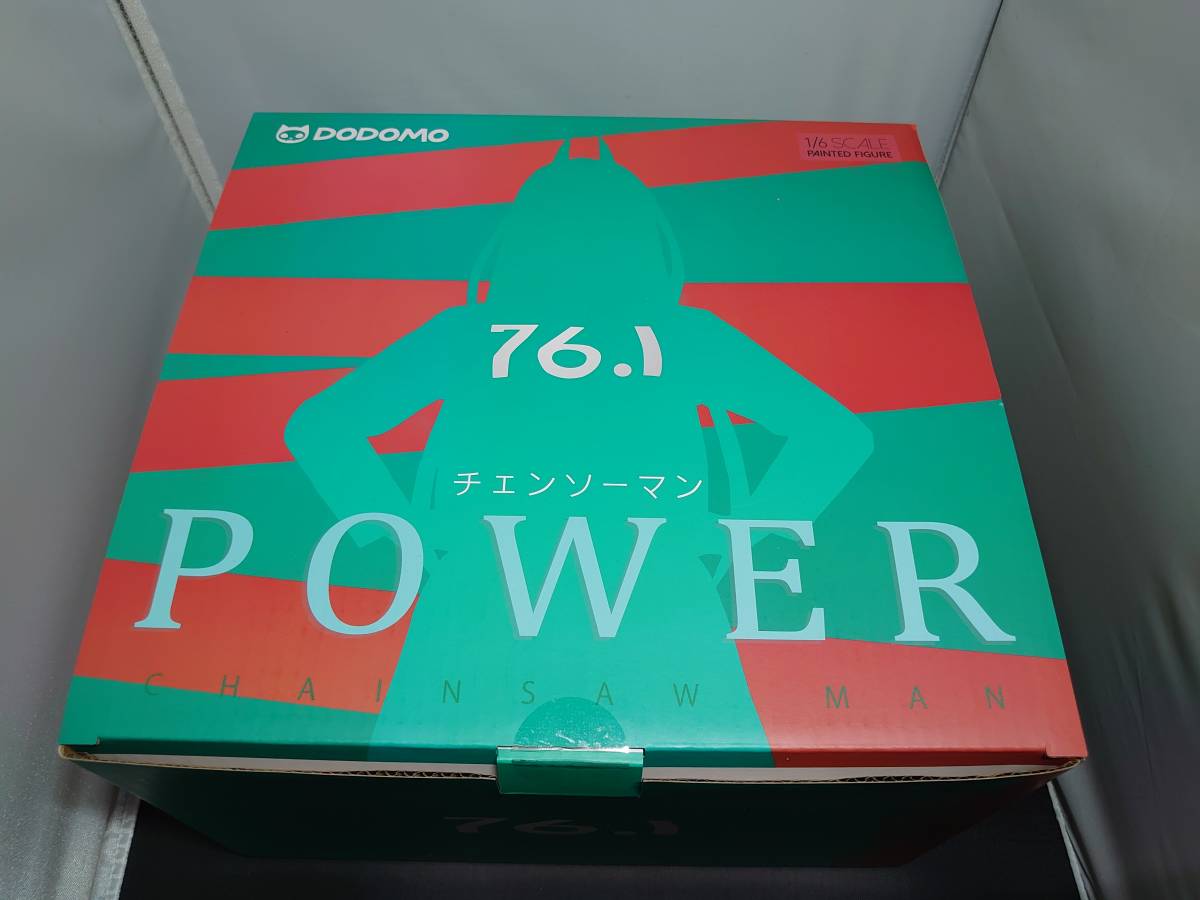 DODOMO
1/6 SCALE
PAINTED FIGURE
76.1
チェンソーマン
POWER
CHAINSAW MAN
76.1